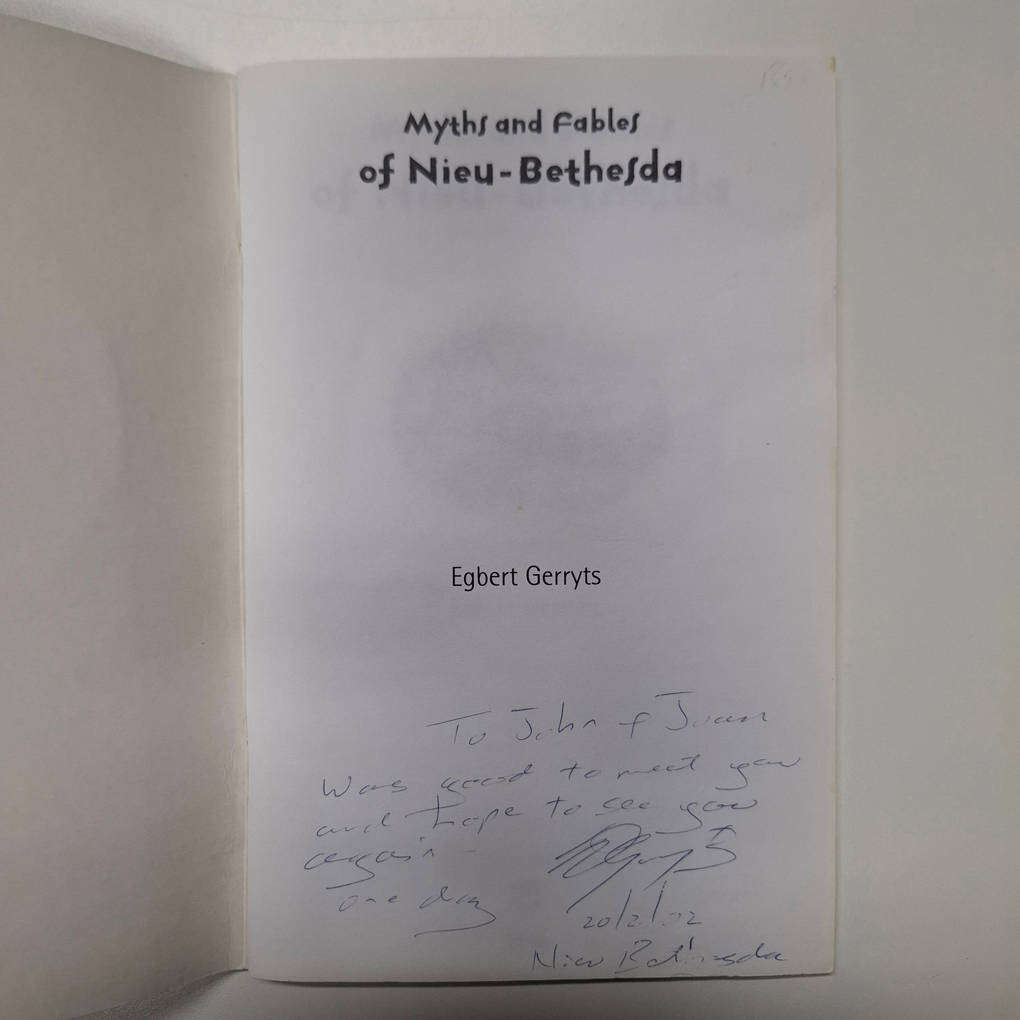 Myths and Fables
of Nieu-Bethesda
Egbert Gerryts
To John & Juan
Was good to meet you
and hope to see you
again
one day
20/2/22
Nieu Bethesda